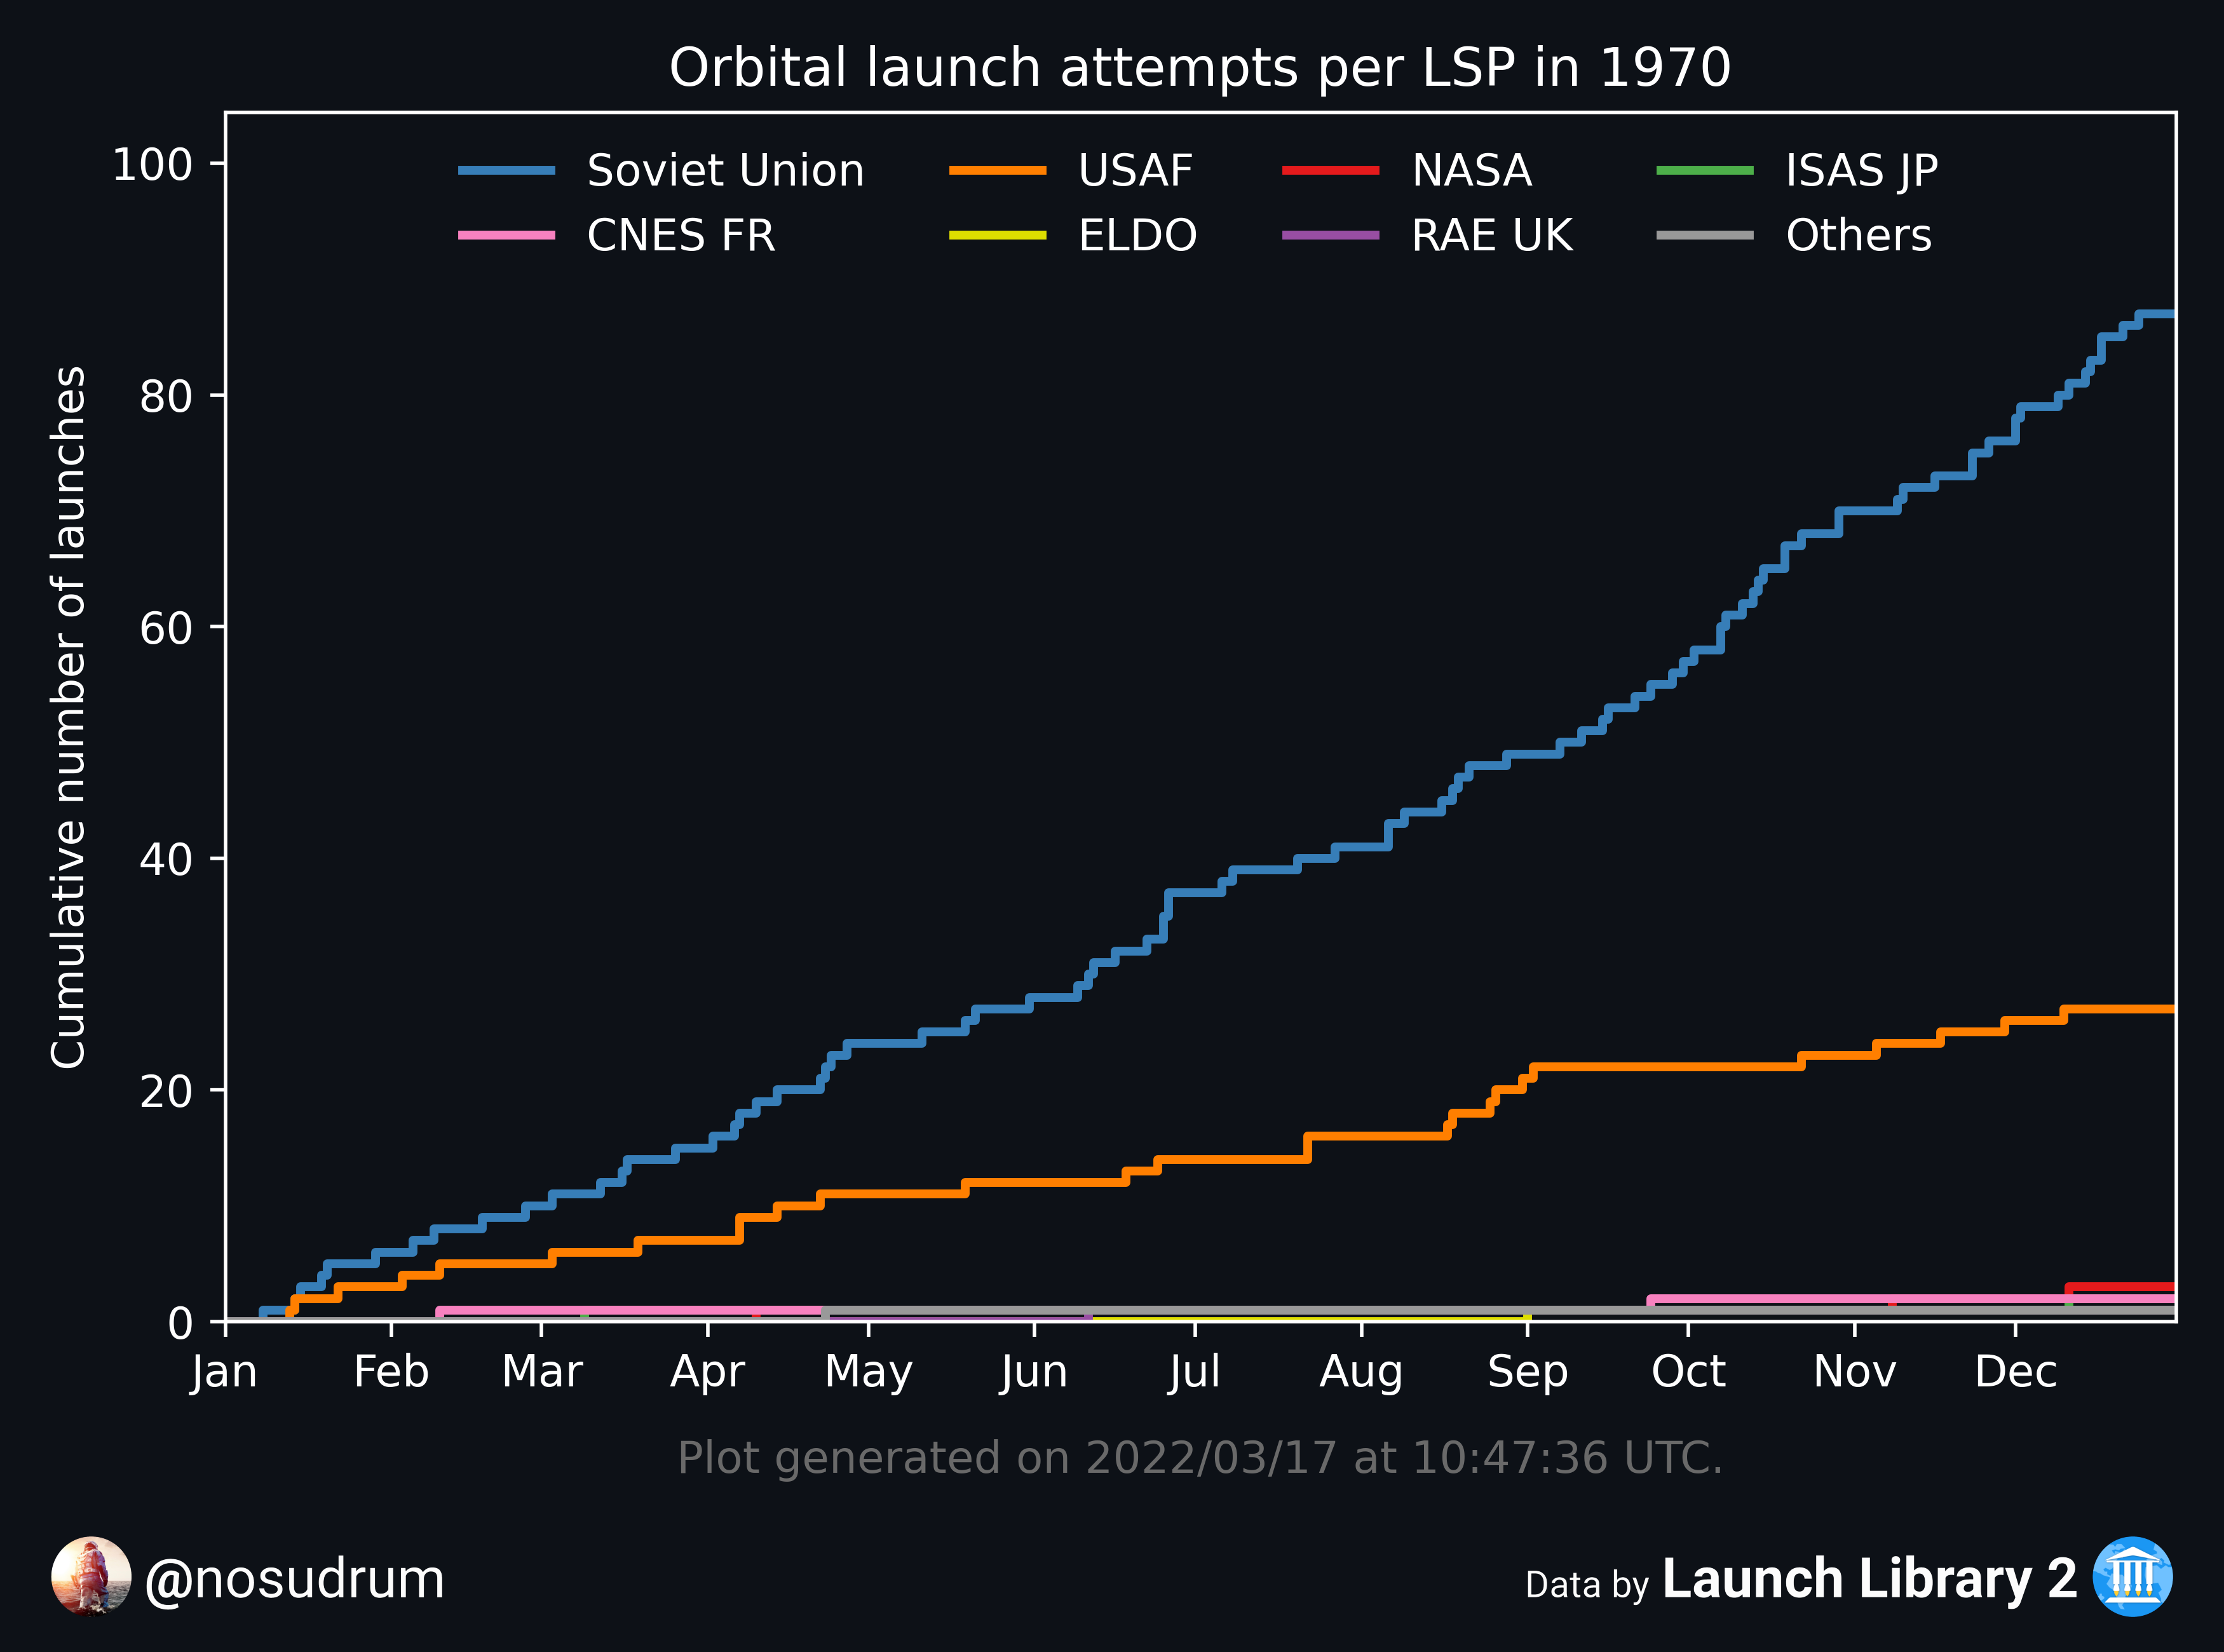 Orbital launch attempts per LSP in 1970
Soviet Union USAF NASA ISAS JP
CNES FR ELDO RAE UK Others
Cumulative number of launches
100
80
60
40
20
0
Jan Feb Mar Apr May Jun Jul Aug Sep Oct Nov Dec
Plot generated on 2022/03/17 at 10:47:36 UTC.
@nosudrum
Data by Launch Library 2